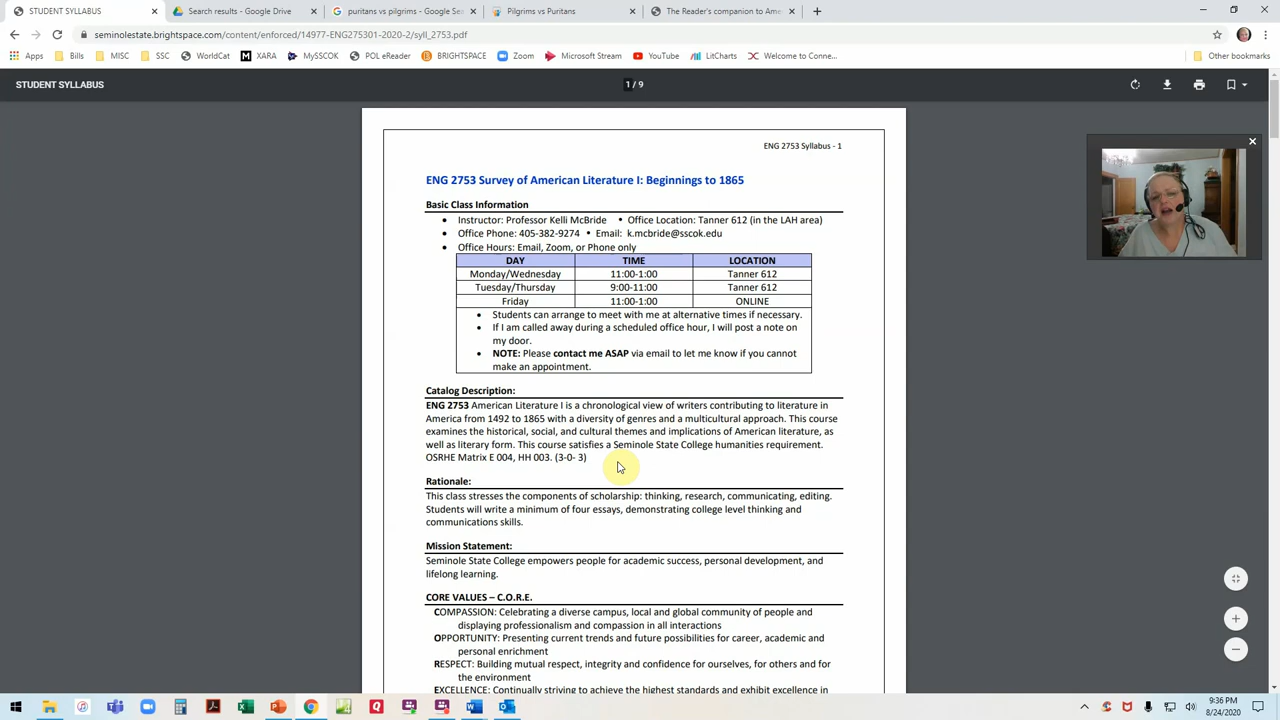 STUDENT SYLLABUS
Search results - Google Drive
puritans vs pilgrims - Google Se
Pilgrims vs Puritans
The Reader's companion to Ame
seminolestate.brightspace.com/content/enforced/14977-ENG275301-2020-2/syll_2753.pdf
Apps Bills MISC SSC WorldCat XARA MySSCOK POL eReader BRIGHTSPACE Zoom Microsoft Stream YouTube LitCharts Welcome to Conne... Other bookmarks
STUDENT SYLLABUS 1 / 9
ENG 2753 Syllabus - 1
ENG 2753 Survey of American Literature I: Beginnings to 1865
Basic Class Information
• Instructor: Professor Kelli McBride • Office Location: Tanner 612 (in the LAH area)
• Office Phone: 405-382-9274 • Email: k.mcbride@sscok.edu
• Office Hours: Email, Zoom, or Phone only
DAY TIME LOCATION
Monday/Wednesday 11:00-1:00 Tanner 612
Tuesday/Thursday 9:00-11:00 Tanner 612
Friday 11:00-1:00 ONLINE
• Students can arrange to meet with me at alternative times if necessary.
• If I am called away during a scheduled office hour, I will post a note on
my door.
• NOTE: Please contact me ASAP via email to let me know if you cannot
make an appointment.
Catalog Description:
ENG 2753 American Literature I is a chronological view of writers contributing to literature in
America from 1492 to 1865 with a diversity of genres and a multicultural approach. This course
examines the historical, social, and cultural themes and implications of American literature, as
well as literary form. This course satisfies a Seminole State College humanities requirement.
OSRHE Matrix E 004, HH 003. (3-0- 3)
Rationale:
This class stresses the components of scholarship: thinking, research, communicating, editing.
Students will write a minimum of four essays, demonstrating college level thinking and
communications skills.
Mission Statement:
Seminole State College empowers people for academic success, personal development, and
lifelong learning.
CORE VALUES – C.O.R.E.
COMPASSION: Celebrating a diverse campus, local and global community of people and
displaying professionalism and compassion in all interactions
OPPORTUNITY: Presenting current trends and future possibilities for career, academic and
personal enrichment
RESPECT: Building mutual respect, integrity and confidence for ourselves, for others and for
the environment
EXCELLENCE: Continually striving to achieve the highest standards and exhibit excellence in
9:36 PM
8/24/2020